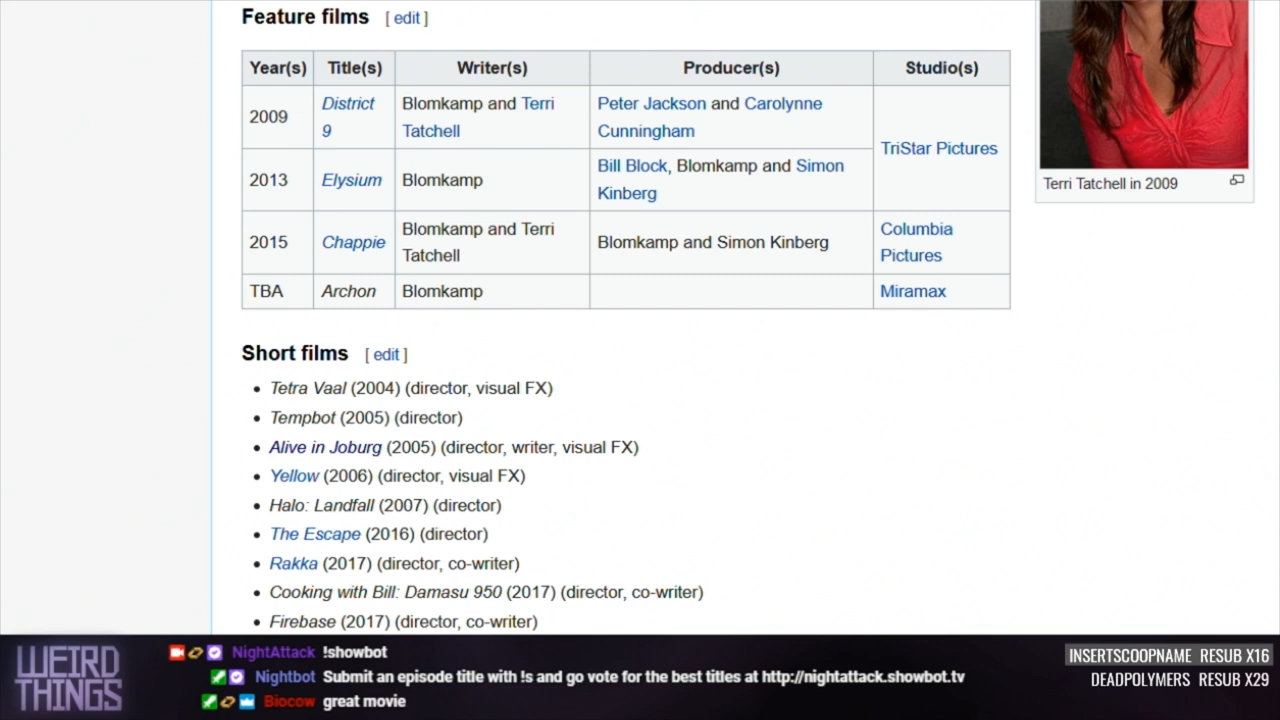 Feature films [ edit ]
Year(s) Title(s) Writer(s) Producer(s) Studio(s)
2009 District 9 Blomkamp and Terri Tatchell Peter Jackson and Carolynne Cunningham TriStar Pictures
2013 Elysium Blomkamp Bill Block, Blomkamp and Simon Kinberg
2015 Chappie Blomkamp and Terri Tatchell Blomkamp and Simon Kinberg Columbia Pictures
TBA Archon Blomkamp Miramax
Terri Tatchell in 2009
Short films [ edit ]
Tetra Vaal (2004) (director, visual FX)
Tempbot (2005) (director)
Alive in Joburg (2005) (director, writer, visual FX)
Yellow (2006) (director, visual FX)
Halo: Landfall (2007) (director)
The Escape (2016) (director)
Rakka (2017) (director, co-writer)
Cooking with Bill: Damasu 950 (2017) (director, co-writer)
Firebase (2017) (director, co-writer)
WEIRD
THINGS
NightAttack !showbot
Nightbot Submit an episode title with !s and go vote for the best titles at http://nightattack.showbot.tv
Biocow great movie
INSERTSCOOPNAME RESUB X16
DEADPOLYMERS RESUB X29